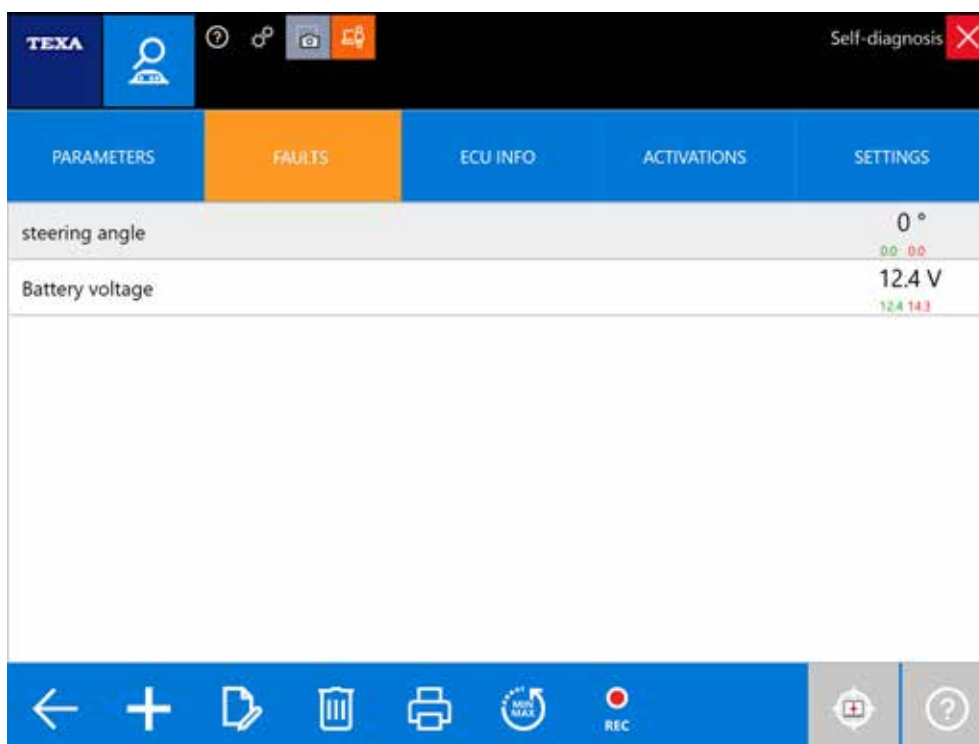 TEXA
Self-diagnosis
PARAMETERS FAULTS ECU INFO ACTIVATIONS SETTINGS
steering angle 0 °
0.0 0.0
Battery voltage 12.4 V
12.4 14.3
MIN
MAX
REC